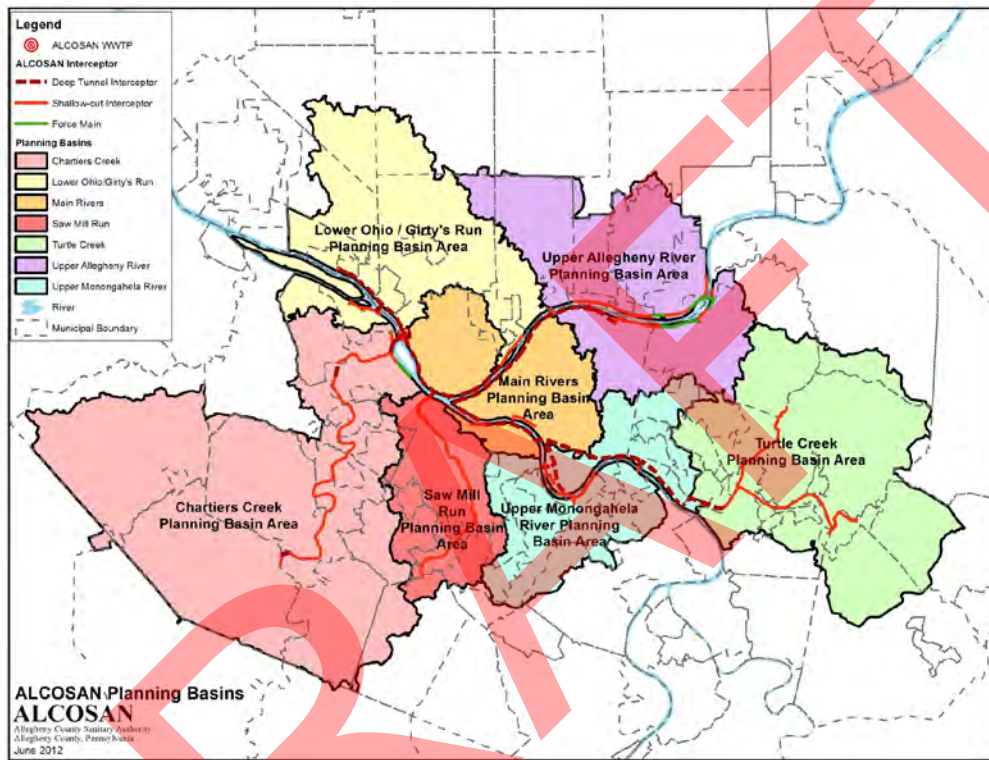 Legend
ALCOSAN WWTP
ALCOSAN Interceptor
Deep Tunnel Interceptor
Shallow-cut Interceptor
Force Main
Planning Basins
Chartiers Creek
Lower Ohio/Girty's Run
Main Rivers
Saw Mill Run
Turtle Creek
Upper Allegheny River
Upper Monongahela River
River
Municipal Boundary
Lower Ohio / Girty's Run
Planning Basin Area
Upper Allegheny River
Planning Basin Area
Main Rivers
Planning Basin
Area
Turtle Creek
Planning Basin Area
Chartiers Creek
Planning Basin Area
Saw Mill
Run
Planning Basin
Area
Upper Monongahela
River Planning
Basin Area
DRAFT
ALCOSAN Planning Basins
ALCOSAN
Allegheny County Sanitary Authority
Allegheny County, Pennsylvania
June 2012